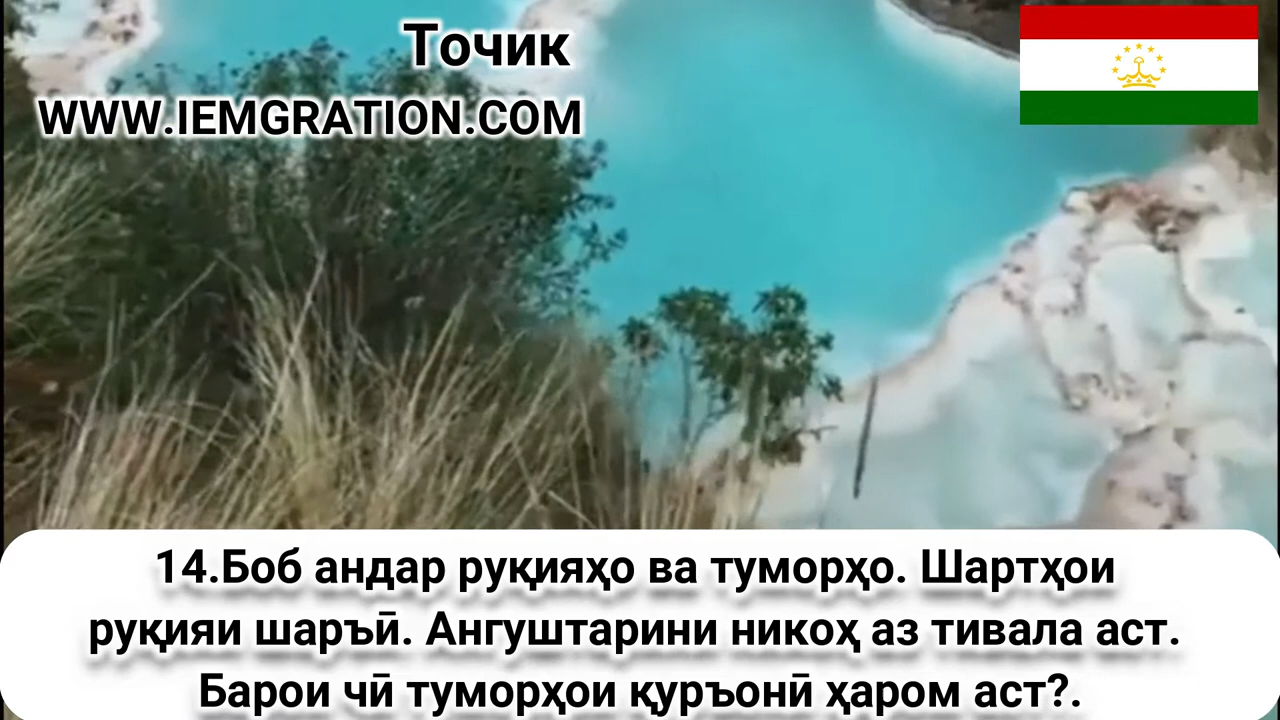 Точик
WWW.IEMGRATION.COM
14.Боб андар руқияҳо ва туморҳо. Шартҳои
руқияи шаръӣ. Ангуштарини никоҳ аз тивала аст.
Барои чӣ туморҳои қуръонӣ ҳаром аст?.